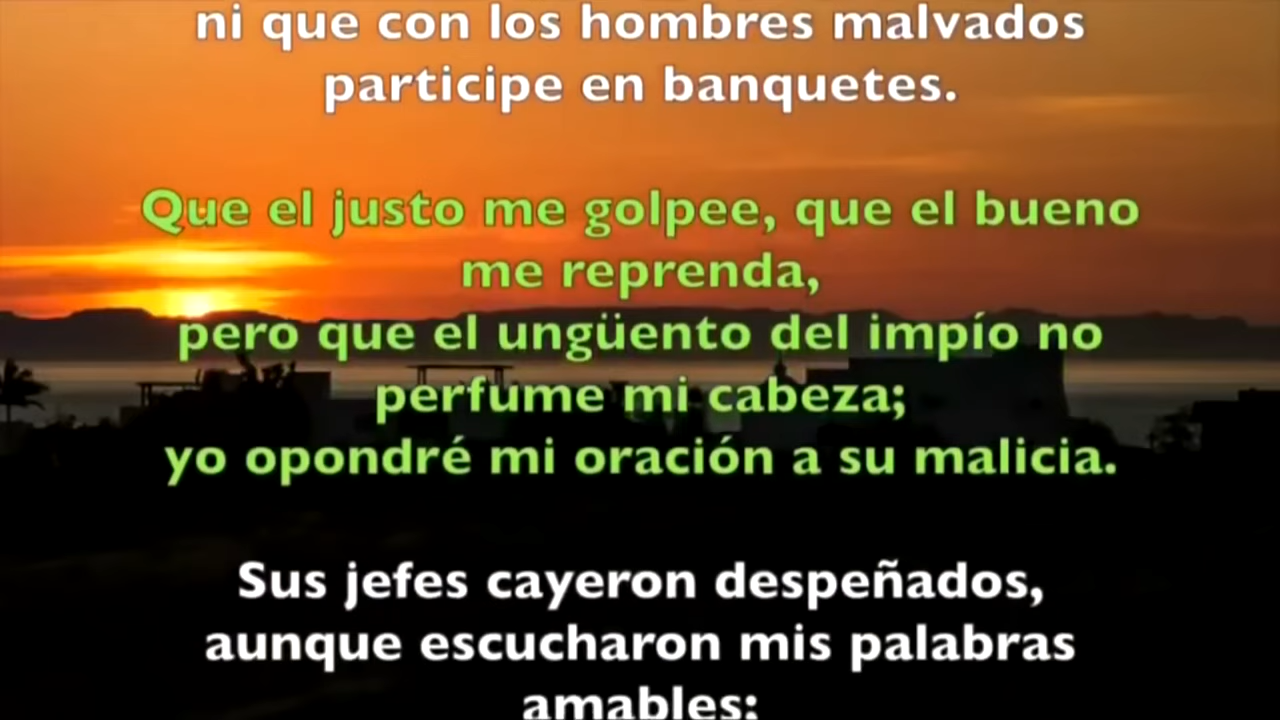 ni que con los hombres malvados
participe en banquetes.
Que el justo me golpee, que el bueno
me reprenda,
pero que el ungüento del impío no
perfume mi cabeza;
yo opondré mi oración a su malicia.
Sus jefes cayeron despeñados,
aunque escucharon mis palabras
amables;